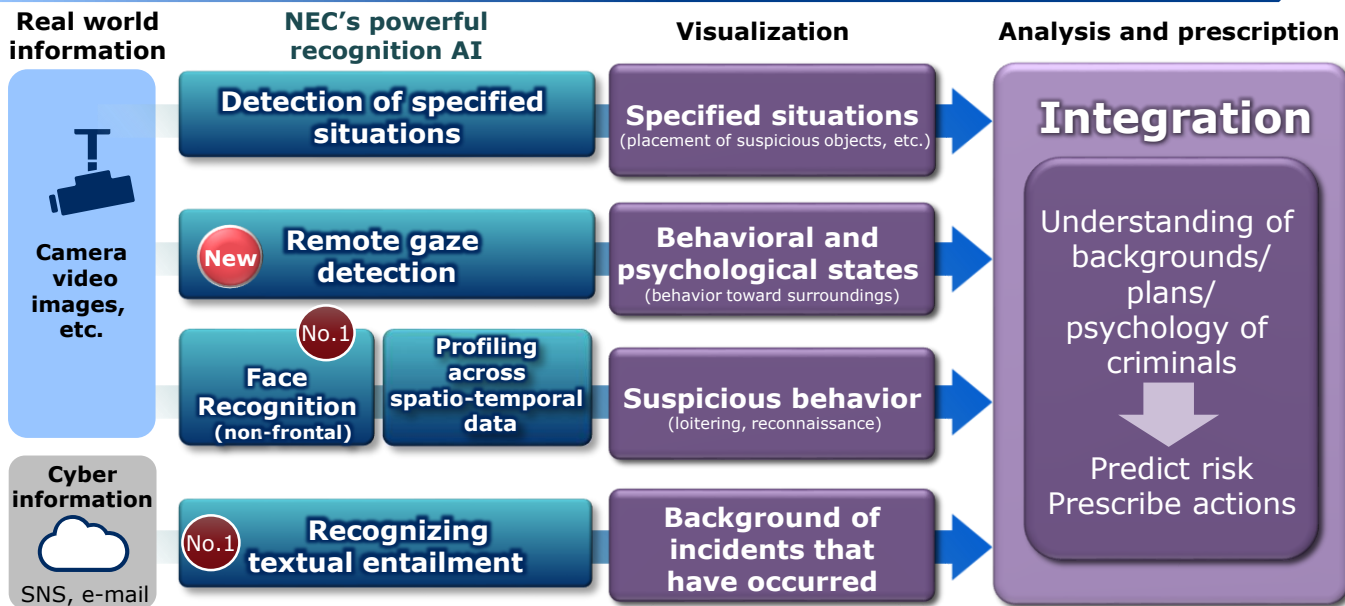 Real world
information
NEC's powerful
recognition AI
Visualization
Analysis and prescription
Camera
video
images,
etc.
Detection of specified
situations
Specified situations
(placement of suspicious objects, etc.)
New
Remote gaze
detection
Behavioral and
psychological states
(behavior toward surroundings)
No.1
Face
Recognition
(non-frontal)
Profiling
across
spatio-temporal
data
Suspicious behavior
(loitering, reconnaissance)
Cyber
information
SNS, e-mail
No.1
Recognizing
textual entailment
Background of
incidents that
have occurred
Integration
Understanding of
backgrounds/
plans/
psychology of
criminals
Predict risk
Prescribe actions